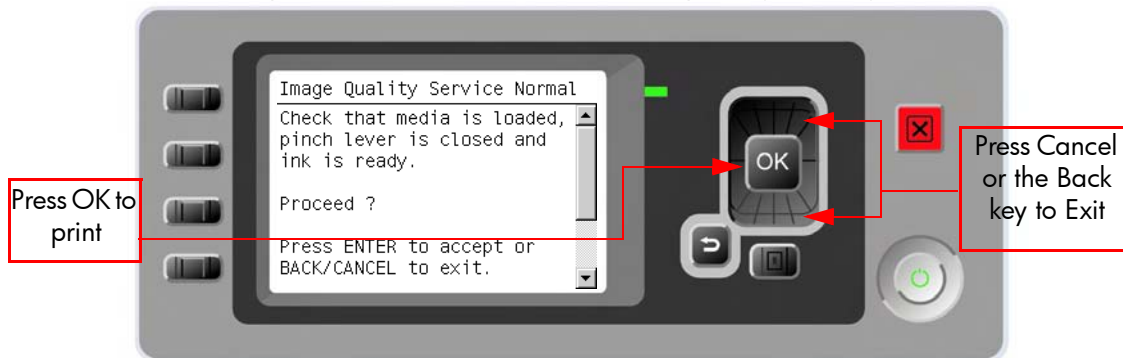 Image Quality Service Normal
Check that media is loaded,
pinch lever is closed and
ink is ready.
Proceed ?
Press ENTER to accept or
BACK/CANCEL to exit.
OK
Press OK to
print
Press Cancel
or the Back
key to Exit